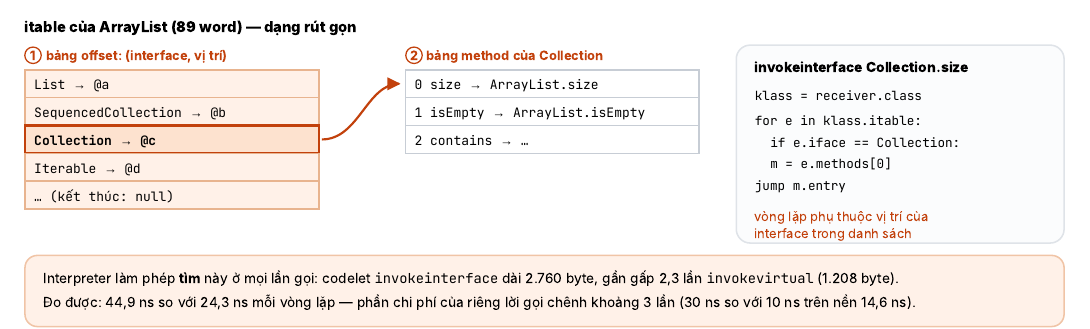 itable của ArrayList (89 word) — dạng rút gọn
① bảng offset: (interface, vị trí)
List → @a
SequencedCollection → @b
Collection → @c
Iterable → @d
… (kết thúc: null)
② bảng method của Collection
0 size → ArrayList.size
1 isEmpty → ArrayList.isEmpty
2 contains → …
invokeinterface Collection.size
klass = receiver.class
for e in klass.itable:
if e.iface == Collection:
m = e.methods[0]
jump m.entry
vòng lặp phụ thuộc vị trí của
interface trong danh sách
Interpreter làm phép tìm này ở mọi lần gọi: codelet invokeinterface dài 2.760 byte, gần gấp 2,3 lần invokevirtual (1.208 byte).
Đo được: 44,9 ns so với 24,3 ns mỗi vòng lặp — phần chi phí của riêng lời gọi chênh khoảng 3 lần (30 ns so với 10 ns trên nền 14,6 ns).